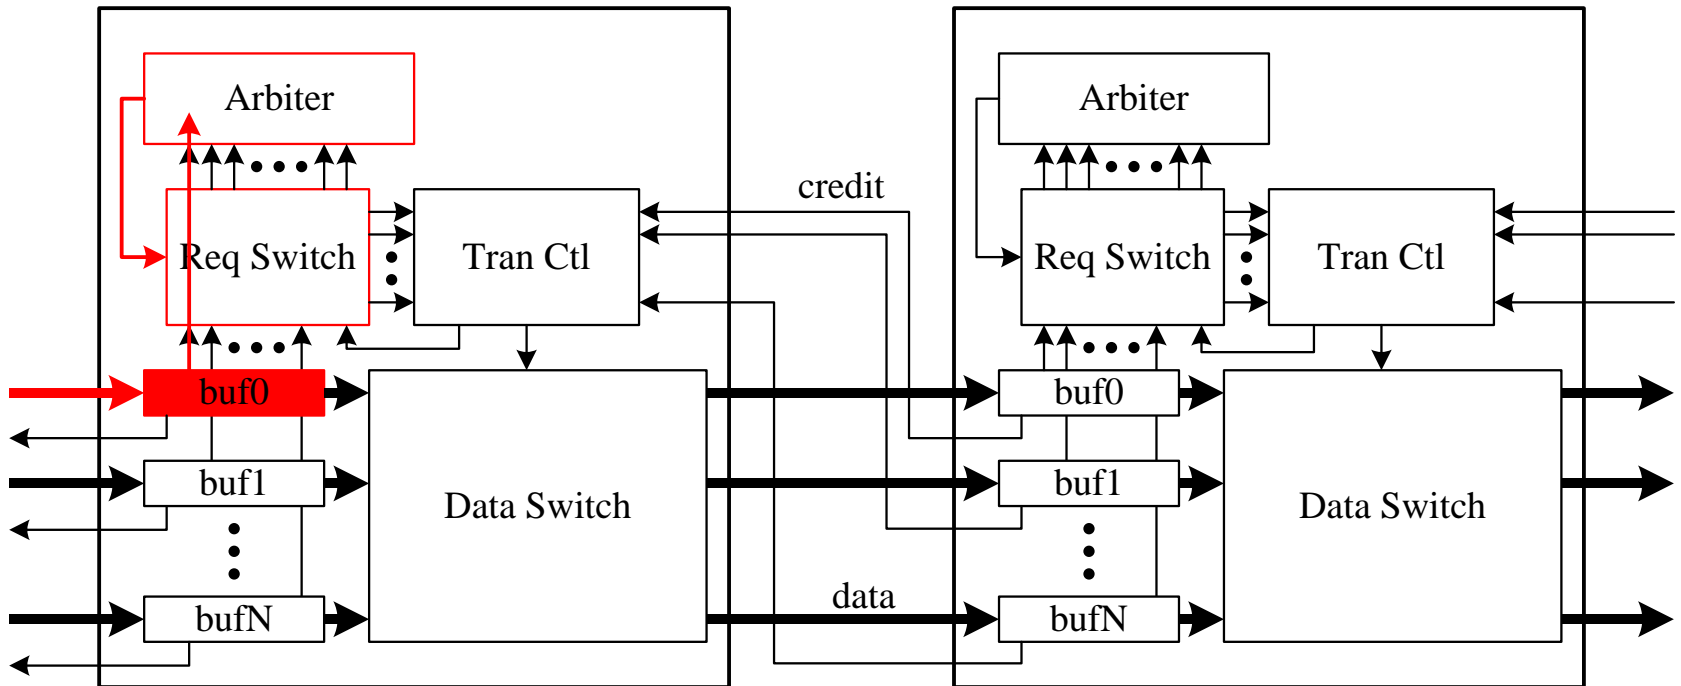 Arbiter
Req Switch
Tran Ctl
buf0
buf1
bufN
Data Switch
credit
data
Arbiter
Req Switch
Tran Ctl
buf0
buf1
bufN
Data Switch